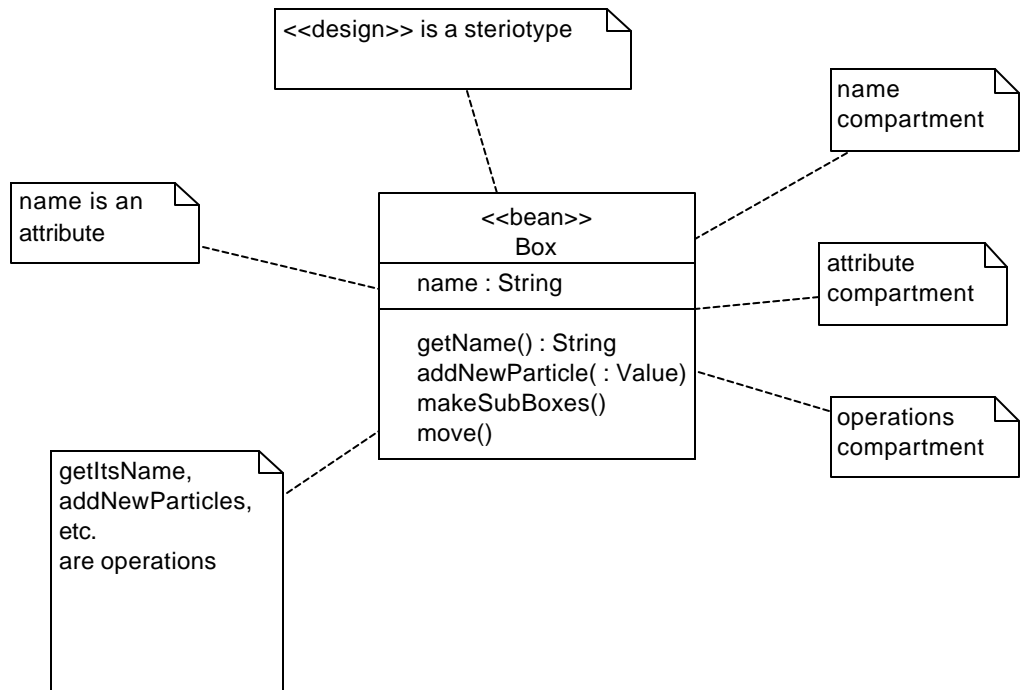 <<design>> is a steriotype
name
compartment
name is an
attribute
<<bean>>
Box
name : String
attribute
compartment
getName() : String
addNewParticle( : Value)
makeSubBoxes()
move()
operations
compartment
getItsName,
addNewParticles,
etc.
are operations